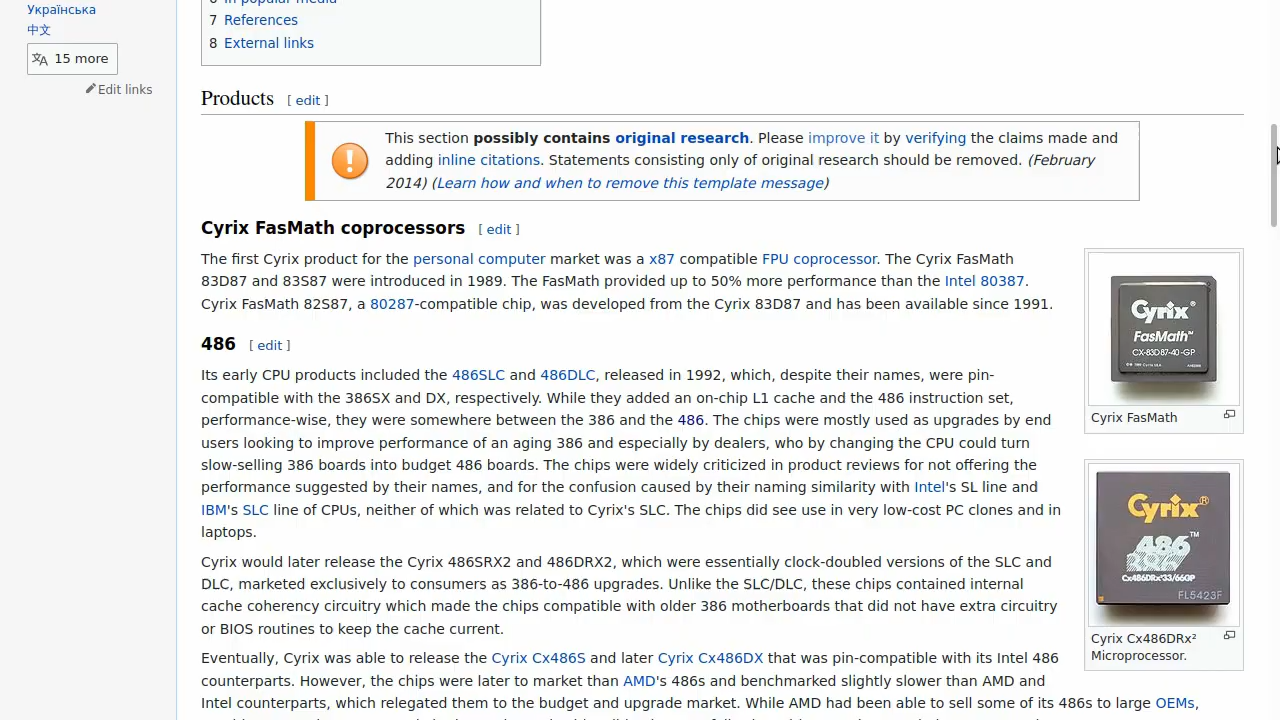 Українська
中文
15 more
Edit links
6 In popular media
7 References
8 External links
Products [ edit ]
This section possibly contains original research. Please improve it by verifying the claims made and
adding inline citations. Statements consisting only of original research should be removed. (February
2014) (Learn how and when to remove this template message)
Cyrix FasMath coprocessors [ edit ]
The first Cyrix product for the personal computer market was a x87 compatible FPU coprocessor. The Cyrix FasMath
83D87 and 83S87 were introduced in 1989. The FasMath provided up to 50% more performance than the Intel 80387.
Cyrix FasMath 82S87, a 80287-compatible chip, was developed from the Cyrix 83D87 and has been available since 1991.
Cyrix®
FasMath™
CX-83D87-40-GP
Cyrix FasMath
486 [ edit ]
Its early CPU products included the 486SLC and 486DLC, released in 1992, which, despite their names, were pin-
compatible with the 386SX and DX, respectively. While they added an on-chip L1 cache and the 486 instruction set,
performance-wise, they were somewhere between the 386 and the 486. The chips were mostly used as upgrades by end
users looking to improve performance of an aging 386 and especially by dealers, who by changing the CPU could turn
slow-selling 386 boards into budget 486 boards. The chips were widely criticized in product reviews for not offering the
performance suggested by their names, and for the confusion caused by their naming similarity with Intel's SL line and
IBM's SLC line of CPUs, neither of which was related to Cyrix's SLC. The chips did see use in very low-cost PC clones and in
laptops.
Cyrix®
486™
Cx486DRx²33/66GP
FL5423F
Cyrix Cx486DRx²
Microprocessor.
Cyrix would later release the Cyrix 486SRX2 and 486DRX2, which were essentially clock-doubled versions of the SLC and
DLC, marketed exclusively to consumers as 386-to-486 upgrades. Unlike the SLC/DLC, these chips contained internal
cache coherency circuitry which made the chips compatible with older 386 motherboards that did not have extra circuitry
or BIOS routines to keep the cache current.
Eventually, Cyrix was able to release the Cyrix Cx486S and later Cyrix Cx486DX that was pin-compatible with its Intel 486
counterparts. However, the chips were later to market than AMD's 486s and benchmarked slightly slower than AMD and
Intel counterparts, which relegated them to the budget and upgrade market. While AMD had been able to sell some of its 486s to large OEMs,